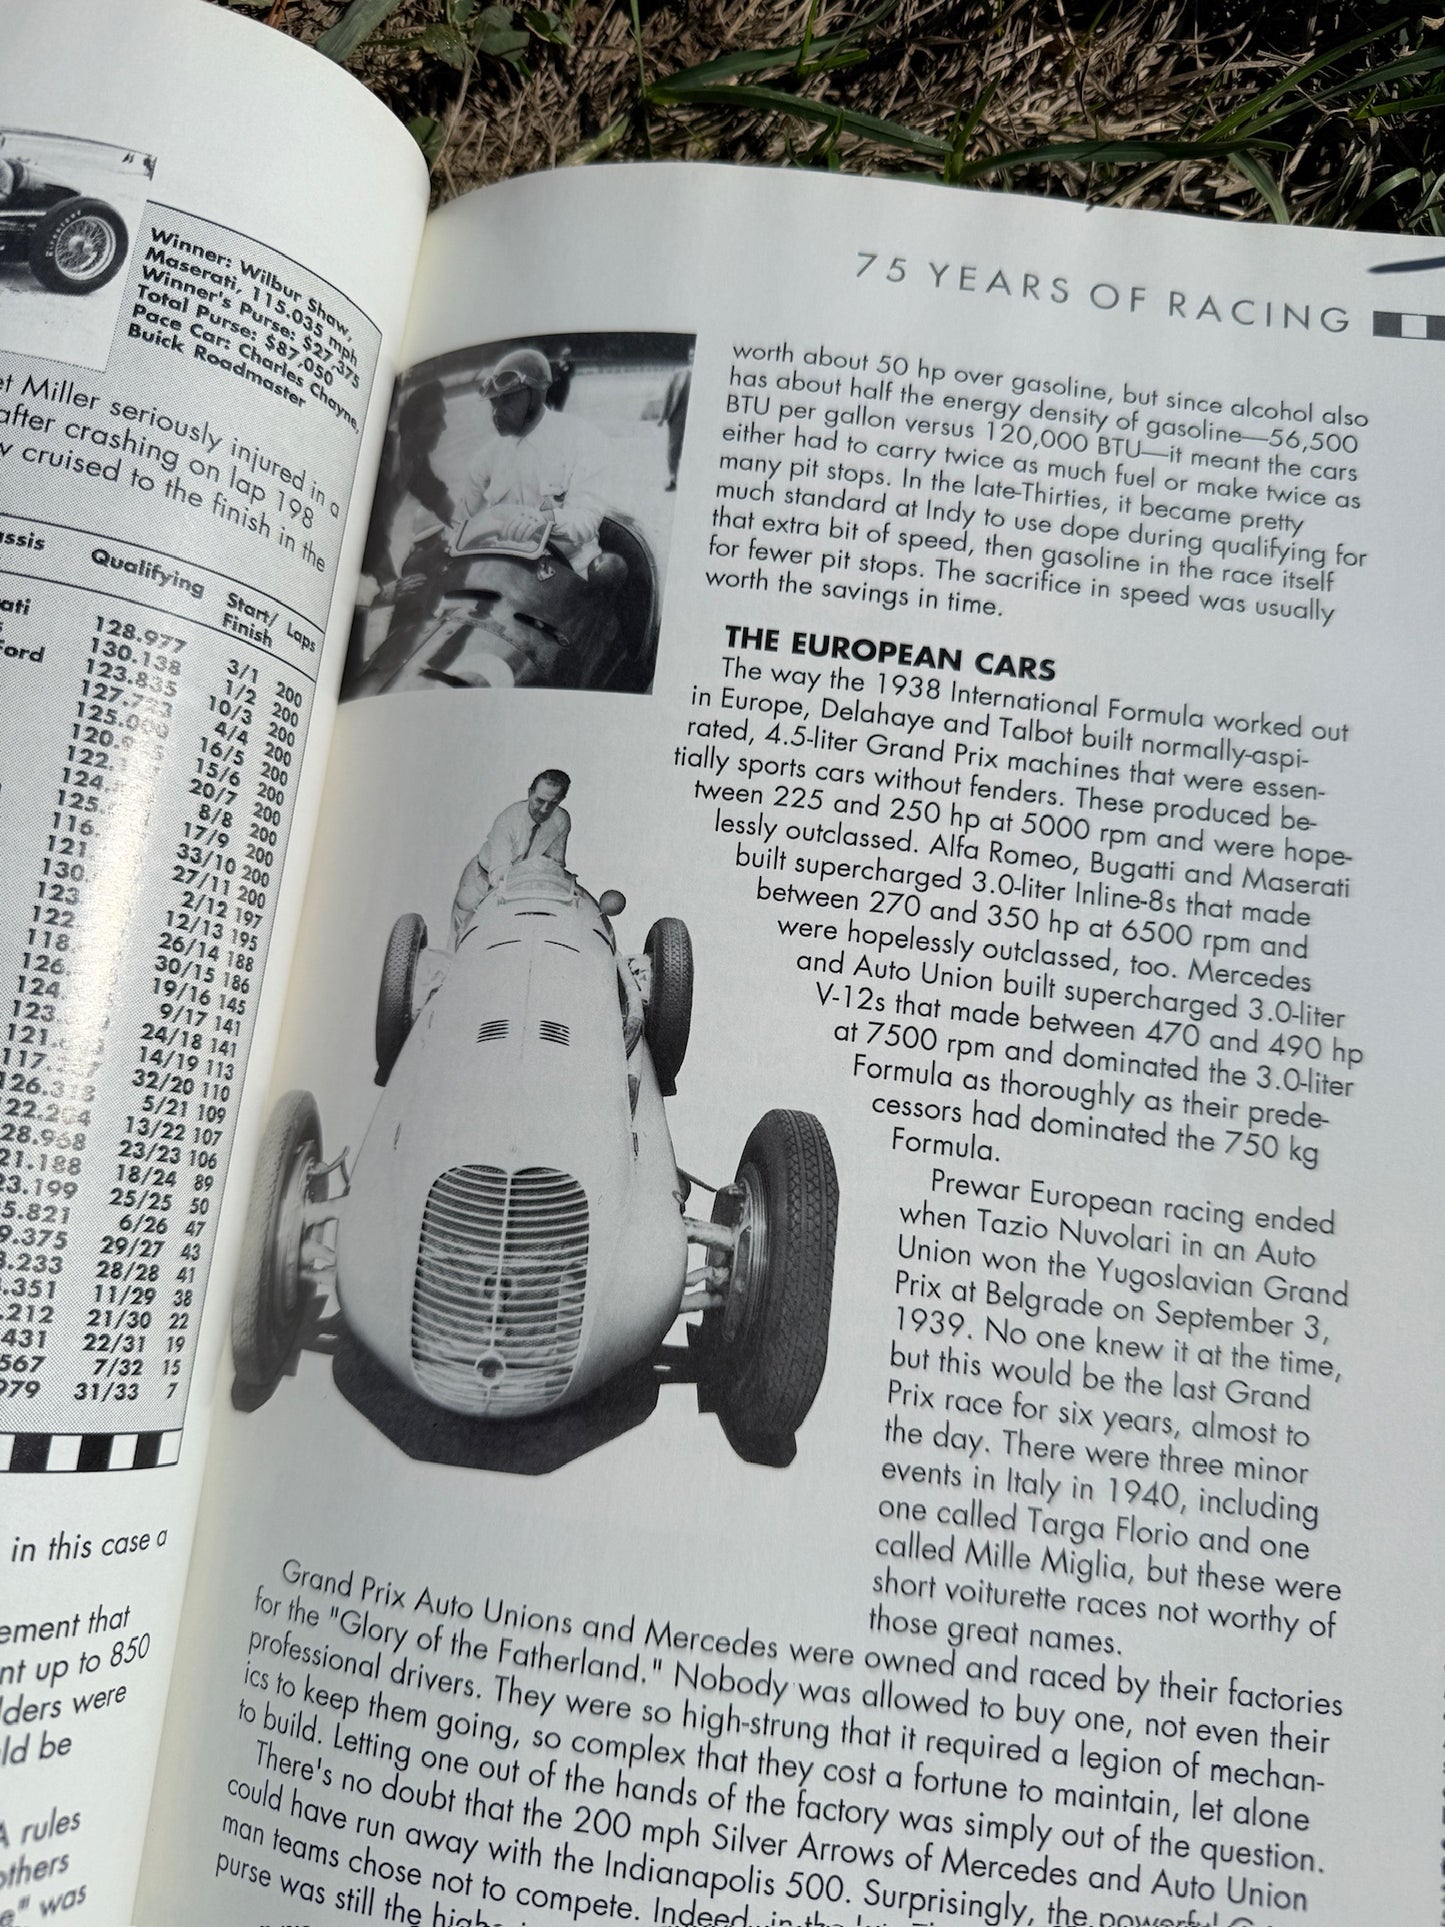 Winner: Wilbur Shaw,
Maserati, 115.035 mph
Winner's Purse: $27,375
Total Purse: $87,050
Pace Car: Charles Chayne,
Buick Roadmaster
Miller seriously injured in a
after crashing on lap 198
cruised to the finish in the
Qualifying Start/ Laps
Finish
128.977 3/1 200
130.138 1/2 200
123.835 10/3 200
127.723 4/4 200
125.000 16/5 200
15/6 200
20/7 200
8/8 200
17/9 200
33/10 200
27/11 200
2/12 197
12/13 195
26/14 188
30/15 186
19/16 145
9/17 141
24/18 141
14/19 113
32/20 110
5/21 109
13/22 107
23/23 106
18/24 89
25/25 50
6/26 47
29/27 43
28/28 41
11/29 38
21/30 22
22/31 19
7/32 15
31/33 7
in this case a
that
up to 850
were
be
rules
was
75 YEARS OF RACING
worth about 50 hp over gasoline, but since alcohol also
has about half the energy density of gasoline—56,500
BTU per gallon versus 120,000 BTU—it meant the cars
either had to carry twice as much fuel or make twice as
many pit stops. In the late-Thirties, it became pretty
much standard at Indy to use dope during qualifying for
that extra bit of speed, then gasoline in the race itself
for fewer pit stops. The sacrifice in speed was usually
worth the savings in time.
THE EUROPEAN CARS
The way the 1938 International Formula worked out
in Europe, Delahaye and Talbot built normally-aspi-
rated, 4.5-liter Grand Prix machines that were essen-
tially sports cars without fenders. These produced be-
tween 225 and 250 hp at 5000 rpm and were hope-
lessly outclassed. Alfa Romeo, Bugatti and Maserati
built supercharged 3.0-liter Inline-8s that made
between 270 and 350 hp at 6500 rpm and
were hopelessly outclassed, too. Mercedes
and Auto Union built supercharged 3.0-liter
V-12s that made between 470 and 490 hp
at 7500 rpm and dominated the 3.0-liter
Formula as thoroughly as their prede-
cessors had dominated the 750 kg
Formula.
Prewar European racing ended
when Tazio Nuvolari in an Auto
Union won the Yugoslavian Grand
Prix at Belgrade on September 3,
1939. No one knew it at the time,
but this would be the last Grand
Prix race for six years, almost to
the day. There were three minor
events in Italy in 1940, including
one called Targa Florio and one
called Mille Miglia, but these were
short voiturette races not worthy of
those great names.
Grand Prix Auto Unions and Mercedes were owned and raced by their factories
for the "Glory of the Fatherland." Nobody was allowed to buy one, not even their
professional drivers. They were so high-strung that it required a legion of mechan-
ics to keep them going, so complex that they cost a fortune to maintain, let alone
to build. Letting one out of the hands of the factory was simply out of the question.
There's no doubt that the 200 mph Silver Arrows of Mercedes and Auto Union
could have run away with the Indianapolis 500. Surprisingly, the powerful
man teams chose not to compete. Indeed, in the
purse was still the